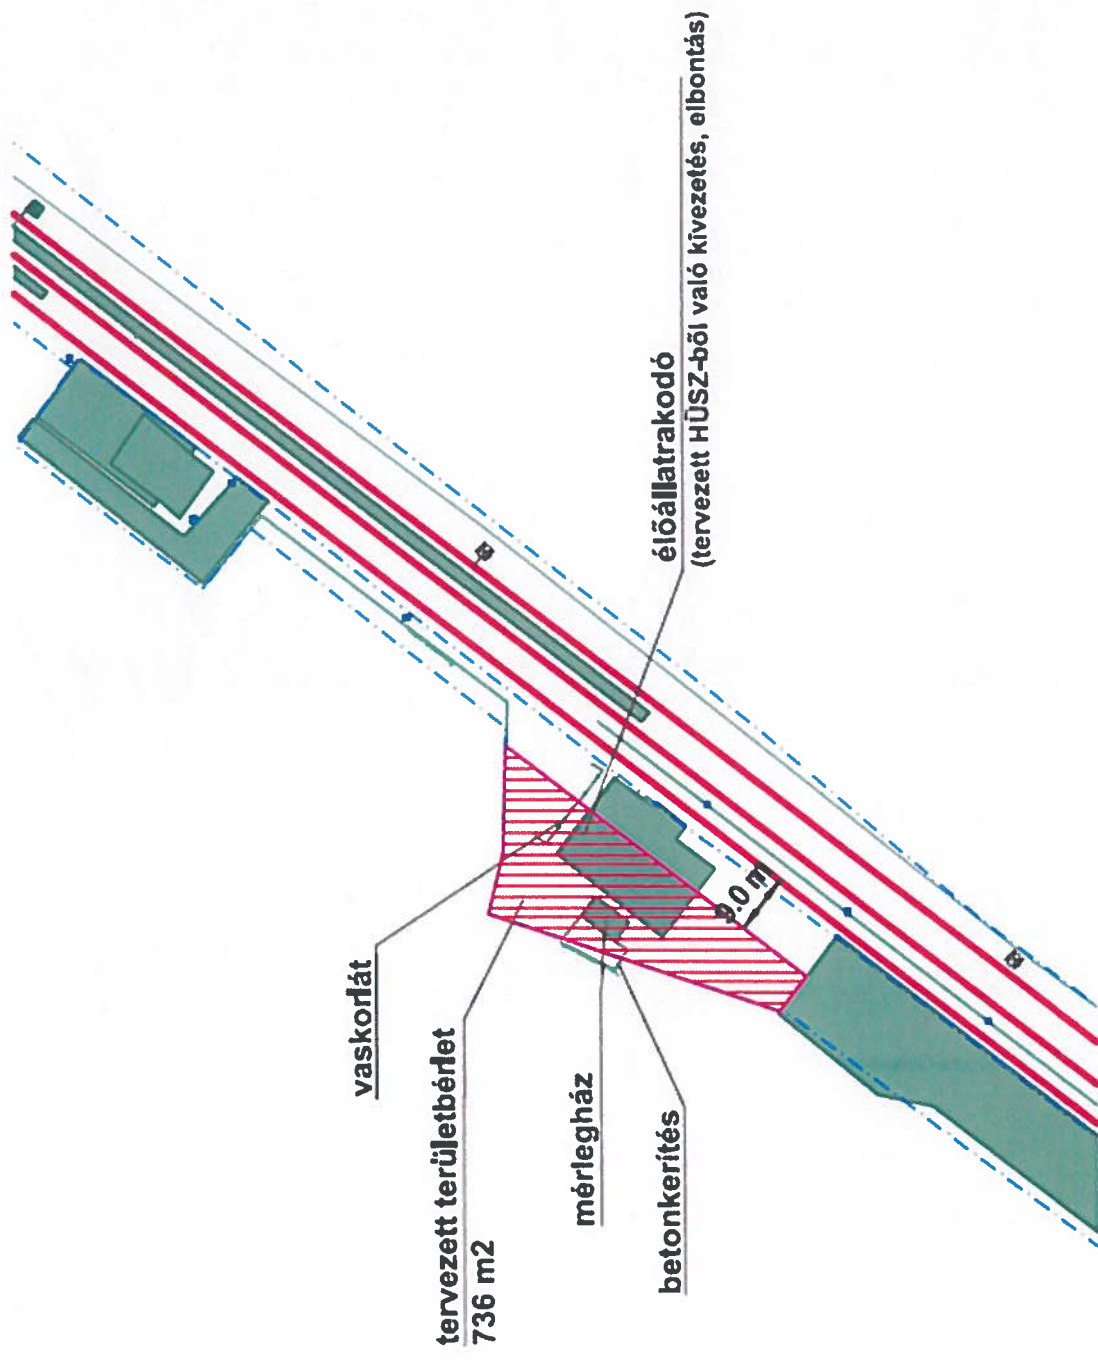 vaskorlát
tervezett területbérlet
736 m2
mérlegház
betonkerítés
9.0 m
élőállatrakodó
(tervezett HÜSZ-ből való kivezetés, elbontás)